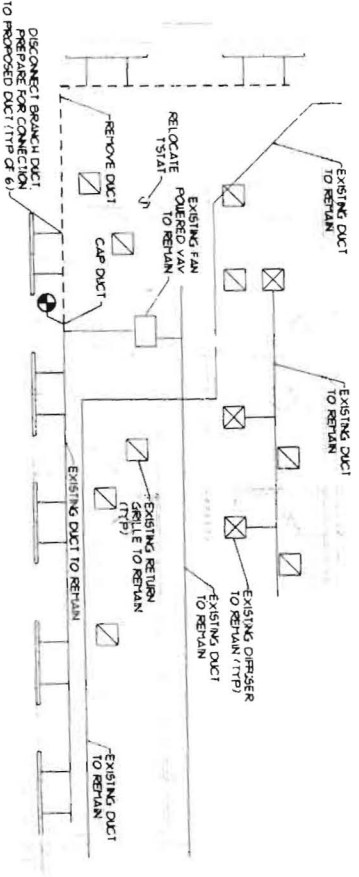 DISCONNECT BRANCH DUCT.
PREPARE FOR CONNECTION
TO PROPOSED DUCT (TYP OF 6)
REMOVE DUCT
RELOCATE
T'STAT
CAP DUCT
EXISTING FAN
POWERED VAV
TO REMAIN
EXISTING DUCT
TO REMAIN
EXISTING DUCT
TO REMAIN
EXISTING DIFFUSER
TO REMAIN (TYP)
EXISTING DUCT
TO REMAIN
EXISTING RETURN
GRILLE TO REMAIN
(TYP)
EXISTING DUCT TO REMAIN
EXISTING DUCT
TO REMAIN